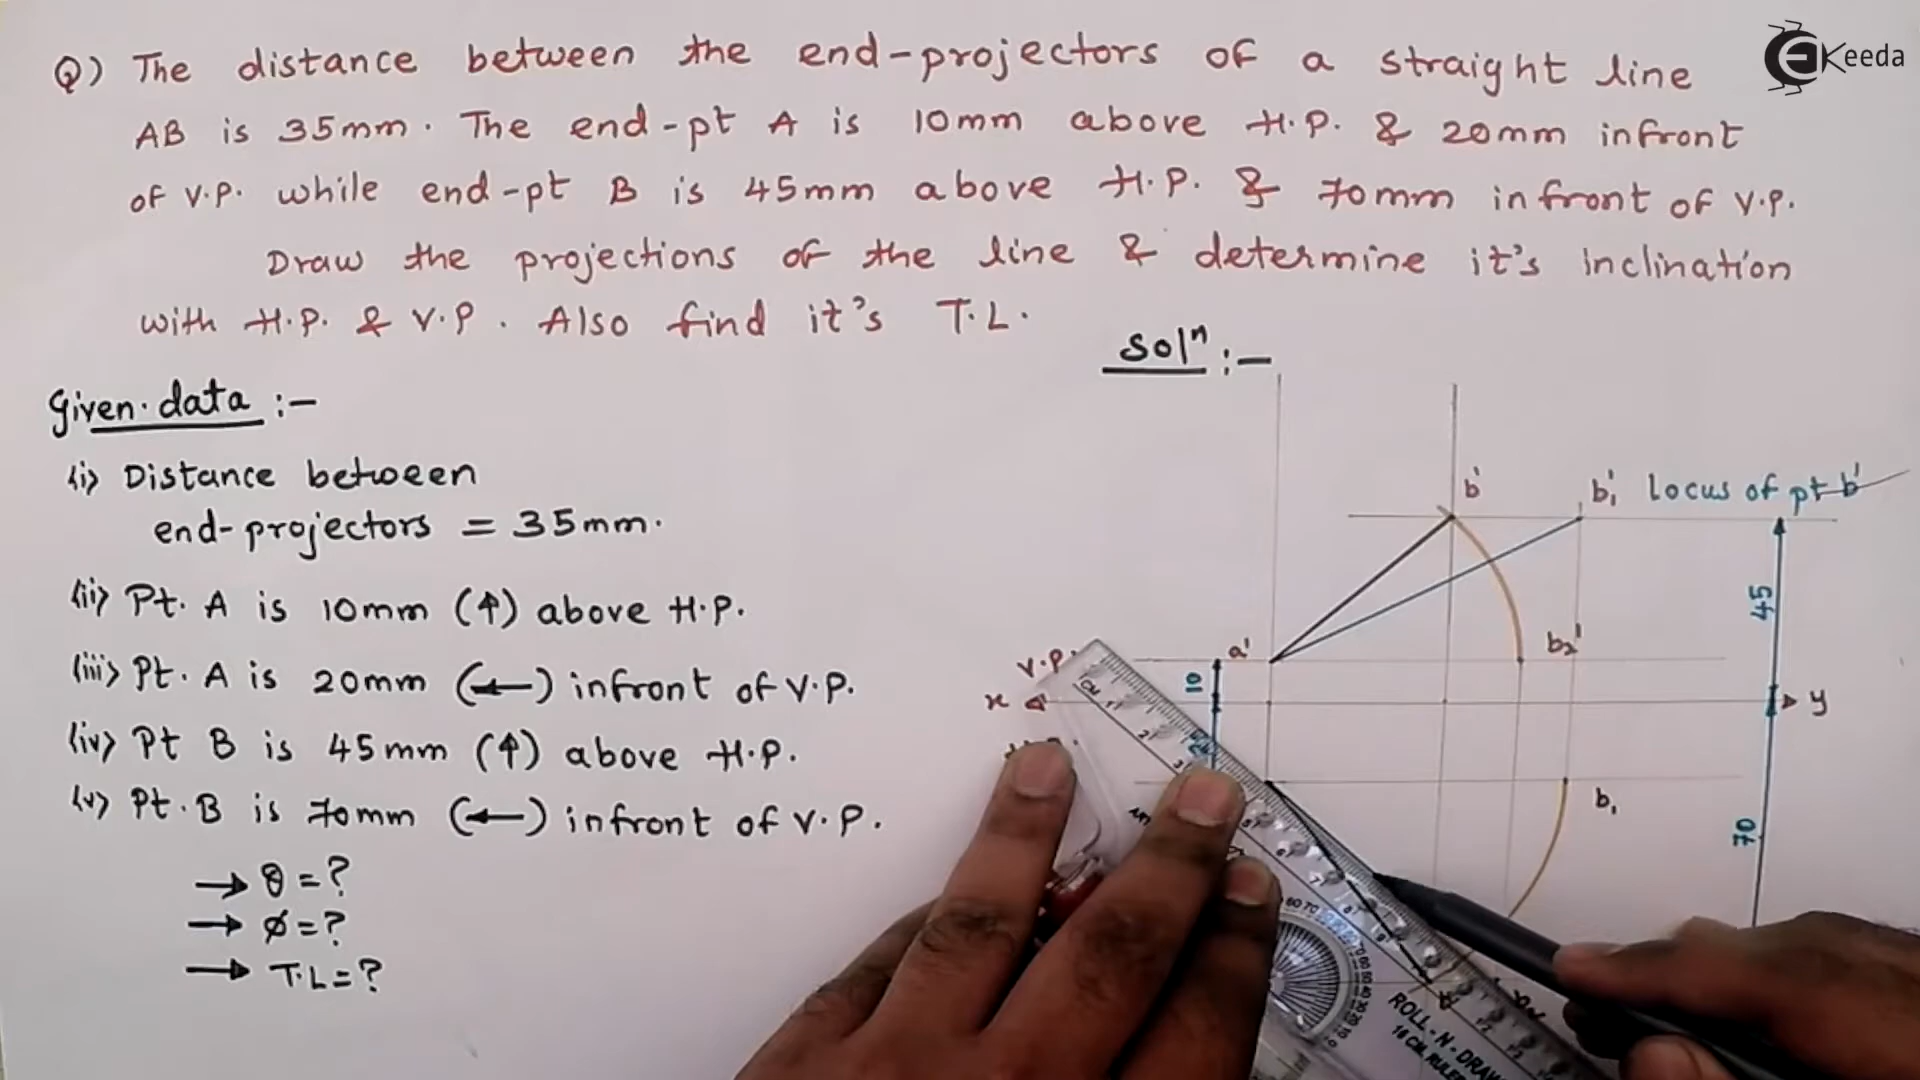 EKeeda
Q) The distance between the end-projectors of a straight line
AB is 35mm. The end-pt A is 10mm above H.P. & 20mm infront
of V.P. while end-pt B is 45mm above H.P. & 70mm infront of V.P.
Draw the projections of the line & determine it's inclination
with H.P. & V.P. Also find it's T.L.
Solⁿ :-
Given data :-
(i) Distance between
end-projectors = 35mm.
(ii) Pt. A is 10mm (↑) above H.P.
(iii) Pt. A is 20mm (←) infront of V.P.
(iv) Pt B is 45mm (↑) above H.P.
(v) Pt. B is 70mm (←) infront of V.P.
→ θ = ?
→ ø = ?
→ T.L = ?
b'
b₁' locus of pt b'
45
b₂'
a'
V.P.
10
x
y
b₁
70
CM
ROLL-N-DRAW